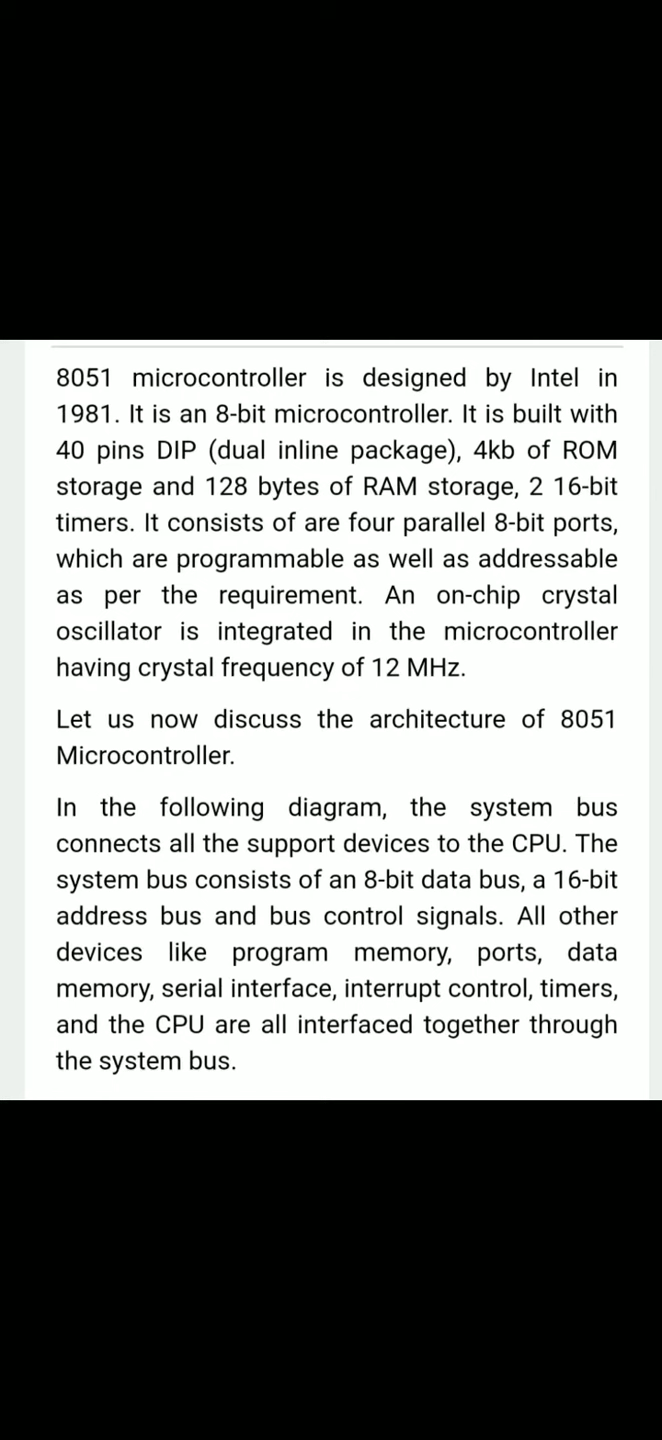 8051 microcontroller is designed by Intel in
1981. It is an 8-bit microcontroller. It is built with
40 pins DIP (dual inline package), 4kb of ROM
storage and 128 bytes of RAM storage, 2 16-bit
timers. It consists of are four parallel 8-bit ports,
which are programmable as well as addressable
as per the requirement. An on-chip crystal
oscillator is integrated in the microcontroller
having crystal frequency of 12 MHz.
Let us now discuss the architecture of 8051
Microcontroller.
In the following diagram, the system bus
connects all the support devices to the CPU. The
system bus consists of an 8-bit data bus, a 16-bit
address bus and bus control signals. All other
devices like program memory, ports, data
memory, serial interface, interrupt control, timers,
and the CPU are all interfaced together through
the system bus.